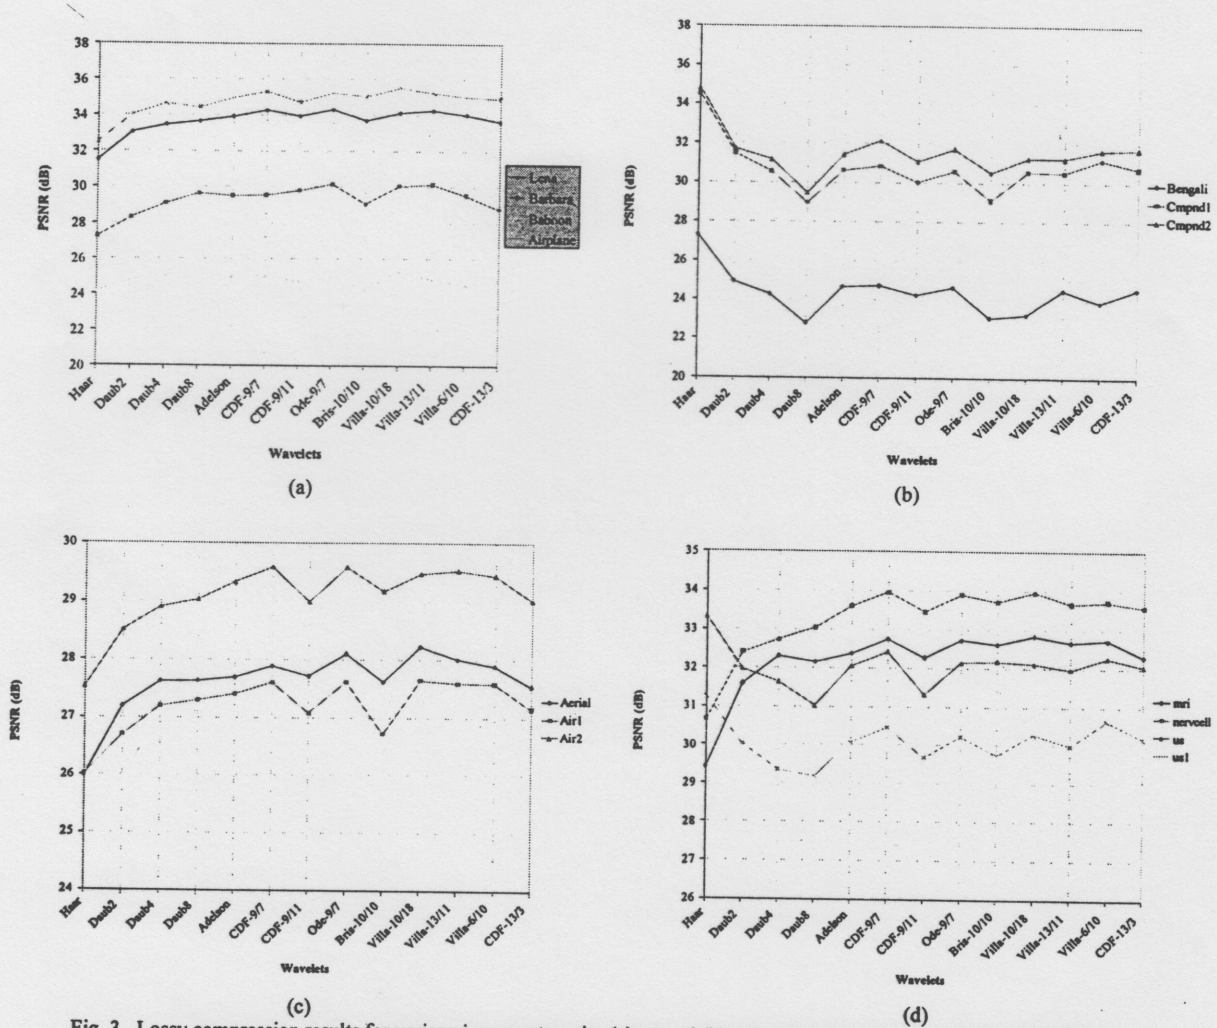 38
36
34
32
30
28
26
24
22
20
PSNR (dB)
Haar
Daub2
Daub4
Daub8
Adelson
CDF-9/7
CDF-9/11
Ode-9/7
Bris-10/10
Villa-10/18
Villa-13/11
Villa-6/10
CDF-13/3
Wavelets
Lena
Barbara
Baboon
Airplane
(a)
38
36
34
32
30
28
26
24
22
20
PSNR (dB)
Haar
Daub2
Daub4
Daub8
Adelson
CDF-9/7
CDF-9/11
Ode-9/7
Bris-10/10
Villa-10/18
Villa-13/11
Villa-6/10
CDF-13/3
Wavelets
Bengali
Cmpnd1
Cmpnd2
(b)
30
29
28
27
26
25
24
PSNR (dB)
Haar
Daub2
Daub4
Daub8
Adelson
CDF-9/7
CDF-9/11
Ode-9/7
Bris-10/10
Villa-10/18
Villa-13/11
Villa-6/10
CDF-13/3
Wavelets
Aerial
Air1
Air2
(c)
35
34
33
32
31
30
29
28
27
26
PSNR (dB)
Haar
Daub2
Daub4
Daub8
Adelson
CDF-9/7
CDF-9/11
Ode-9/7
Bris-10/10
Villa-10/18
Villa-13/11
Villa-6/10
CDF-13/3
Wavelets
mri
nervcell
us
us1
(d)
Fig. 3. Lossy compression results for